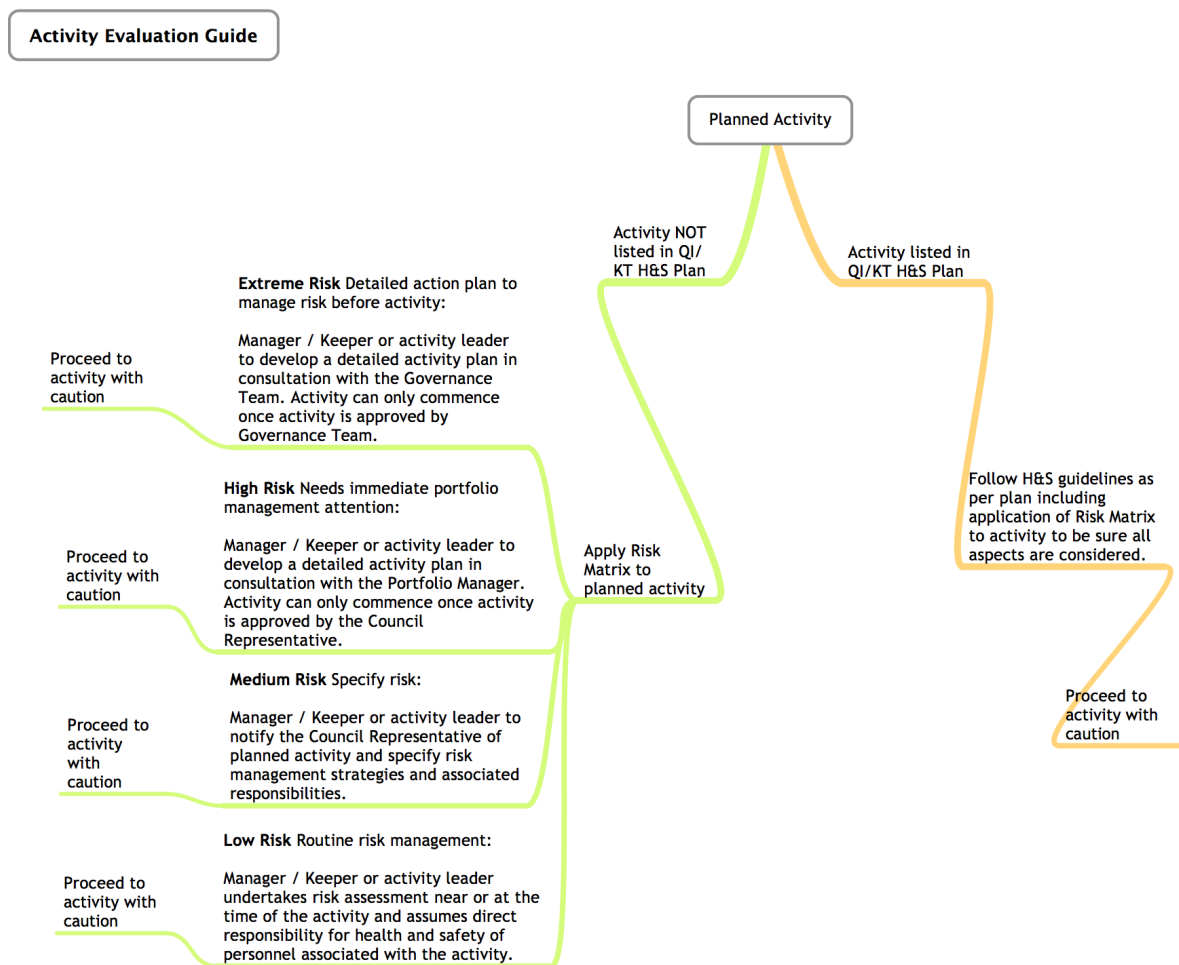 Activity Evaluation Guide
Planned Activity
Activity NOT
listed in QI/
KT H&S Plan
Activity listed in
QI/KT H&S Plan
Extreme Risk Detailed action plan to
manage risk before activity:
Manager / Keeper or activity leader
to develop a detailed activity plan in
consultation with the Governance
Team. Activity can only commence
once activity is approved by
Governance Team.
Proceed to
activity with
caution
High Risk Needs immediate portfolio
management attention:
Manager / Keeper or activity leader to
develop a detailed activity plan in
consultation with the Portfolio Manager.
Activity can only commence once activity
is approved by the Council
Representative.
Proceed to
activity with
caution
Apply Risk
Matrix to
planned activity
Follow H&S guidelines as
per plan including
application of Risk Matrix
to activity to be sure all
aspects are considered.
Medium Risk Specify risk:
Manager / Keeper or activity leader to
notify the Council Representative of
planned activity and specify risk
management strategies and associated
responsibilities.
Proceed to
activity
with
caution
Proceed to
activity with
caution
Low Risk Routine risk management:
Manager / Keeper or activity leader
undertakes risk assessment near or at the
time of the activity and assumes direct
responsibility for health and safety of
personnel associated with the activity.
Proceed to
activity with
caution